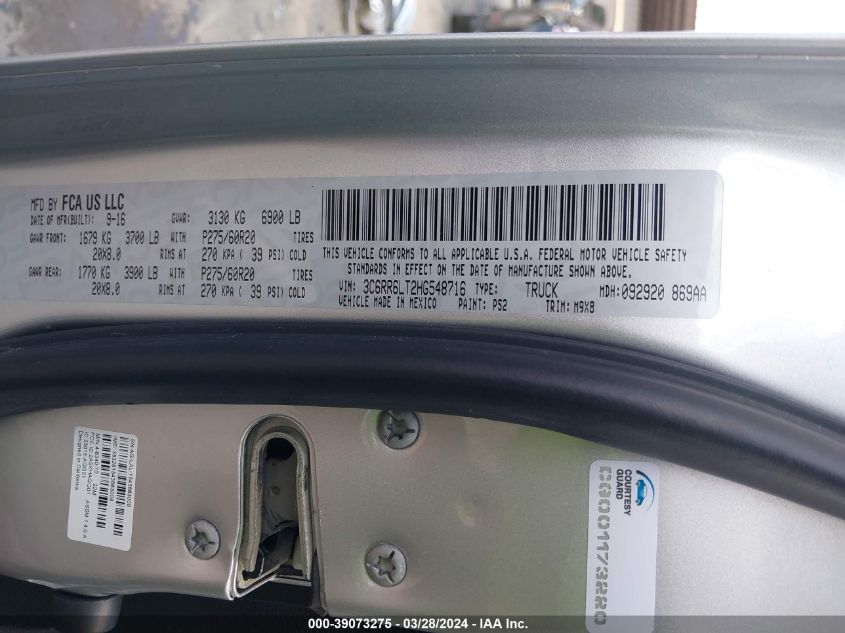 MFD BY FCA US LLC
DATE OF MFR(BUILT): 9-16 GVWR: 3130 KG 6900 LB
GAWR FRONT: 1679 KG 3700 LB WITH P275/60R20 TIRES
20X8.0 RIMS AT 270 KPA ( 39 PSI) COLD
GAWR REAR: 1770 KG 3900 LB WITH P275/60R20 TIRES
20X8.0 RIMS AT 270 KPA ( 39 PSI) COLD
THIS VEHICLE CONFORMS TO ALL APPLICABLE U.S.A. FEDERAL MOTOR VEHICLE SAFETY
STANDARDS IN EFFECT ON THE DATE OF MANUFACTURE SHOWN ABOVE.
VIN: 3C6RR6LT2HG548716 TYPE: TRUCK MDH: 092920 869AA
VEHICLE MADE IN MEXICO PAINT: PS2 TRIM: M9X8
Designed in California
COURTESY
GUARD
CG001173220
000-39073275 - 03/28/2024 - IAA Inc.